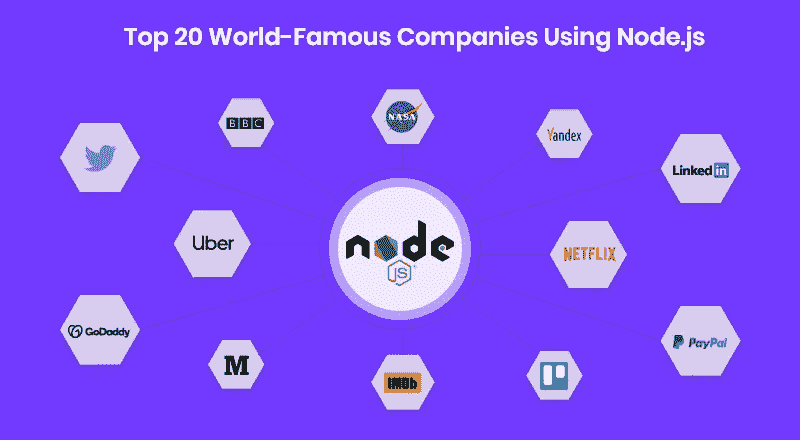 Top 20 World-Famous Companies Using Node.js
BBC
NASA
Yandex
Linked in
Uber
node
JS
NETFLIX
GoDaddy
M
IMDb
PayPal